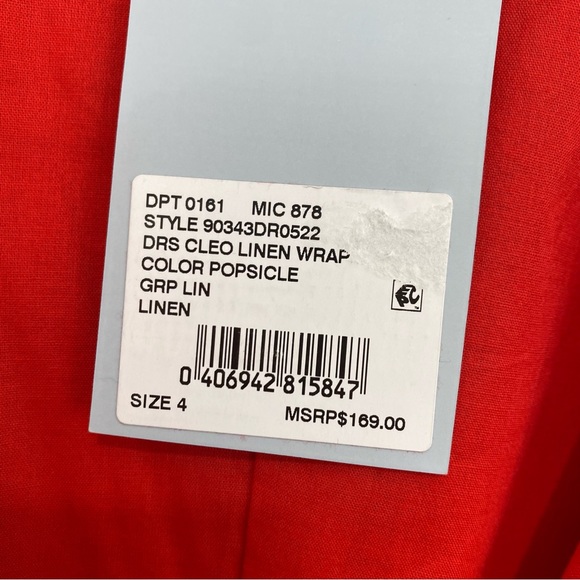 DPT 0161 MIC 878
STYLE 90343DR0522
DRS CLEO LINEN WRAP
COLOR POPSICLE
GRP LIN
LINEN
0 406942 815847
SIZE 4 MSRP$169.00